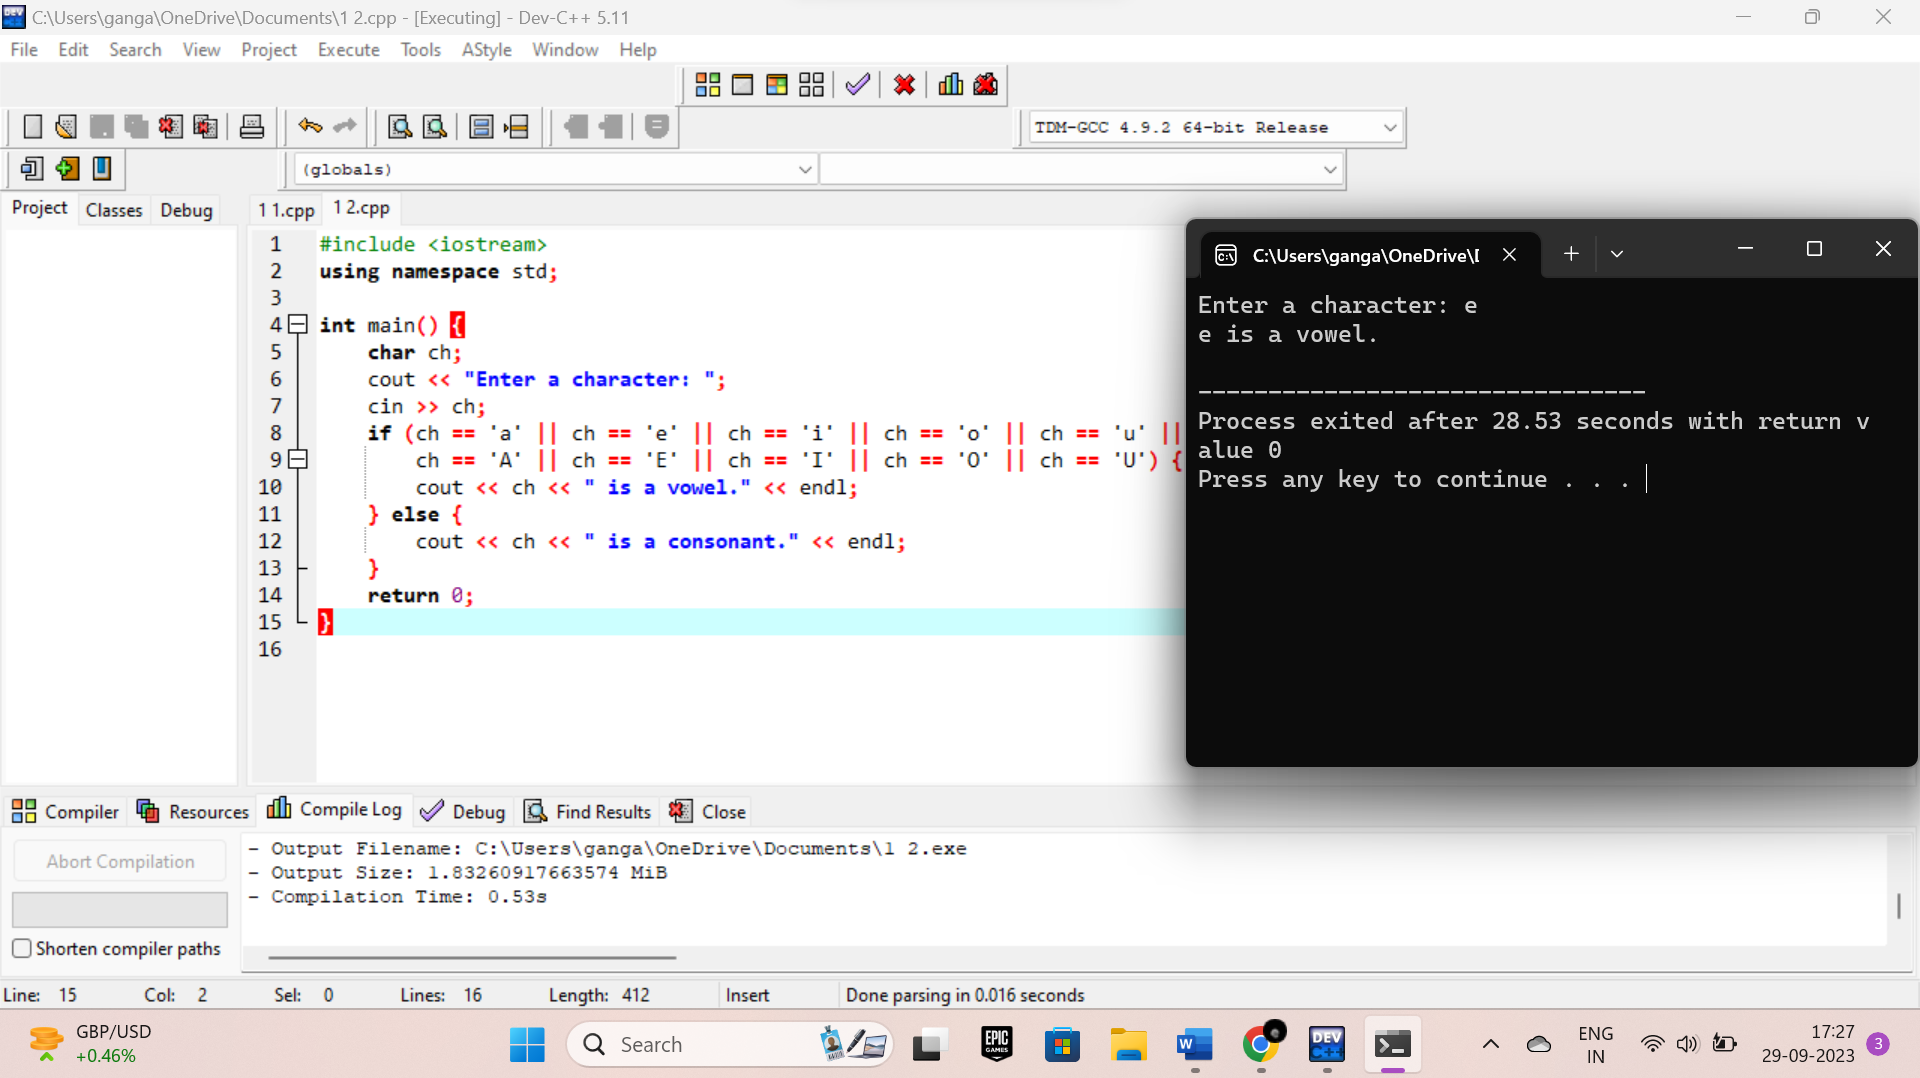 C:\Users\ganga\OneDrive\Documents\1 2.cpp - [Executing] - Dev-C++ 5.11
File Edit Search View Project Execute Tools AStyle Window Help
TDM-GCC 4.9.2 64-bit Release
(globals)
Project Classes Debug 1 1.cpp 1 2.cpp
1 #include <iostream>
2 using namespace std;
3
4 int main() {
5 char ch;
6 cout << "Enter a character: ";
7 cin >> ch;
8 if (ch == 'a' || ch == 'e' || ch == 'i' || ch == 'o' || ch == 'u' ||
9 ch == 'A' || ch == 'E' || ch == 'I' || ch == 'O' || ch == 'U') {
10 cout << ch << " is a vowel." << endl;
11 } else {
12 cout << ch << " is a consonant." << endl;
13 }
14 return 0;
15 }
16
C:\Users\ganga\OneDrive\
Enter a character: e
e is a vowel.
--------------------------------
Process exited after 28.53 seconds with return v
alue 0
Press any key to continue . . .
Compiler Resources Compile Log Debug Find Results Close
Abort Compilation
Shorten compiler paths
- Output Filename: C:\Users\ganga\OneDrive\Documents\1 2.exe
- Output Size: 1.83260917663574 MiB
- Compilation Time: 0.53s
Line: 15 Col: 2 Sel: 0 Lines: 16 Length: 412 Insert Done parsing in 0.016 seconds
GBP/USD
+0.46%
Search
EPIC
GAMES
W
DEV
C++
ENG
IN
17:27
29-09-2023
3